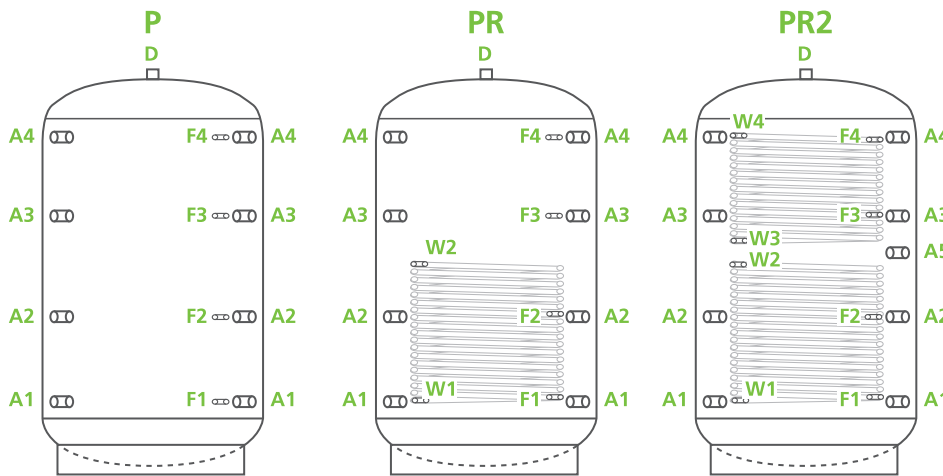 P PR PR2
D D D
A4 F4 A4 A4 F4 A4 A4 W4 F4 A4
A3 F3 A3 A3 F3 A3 A3 F3 A3
W3
W2 W2 A5
A2 F2 A2 A2 F2 A2 A2 F2 A2
A1 F1 A1 A1 W1 F1 A1 A1 W1 F1 A1